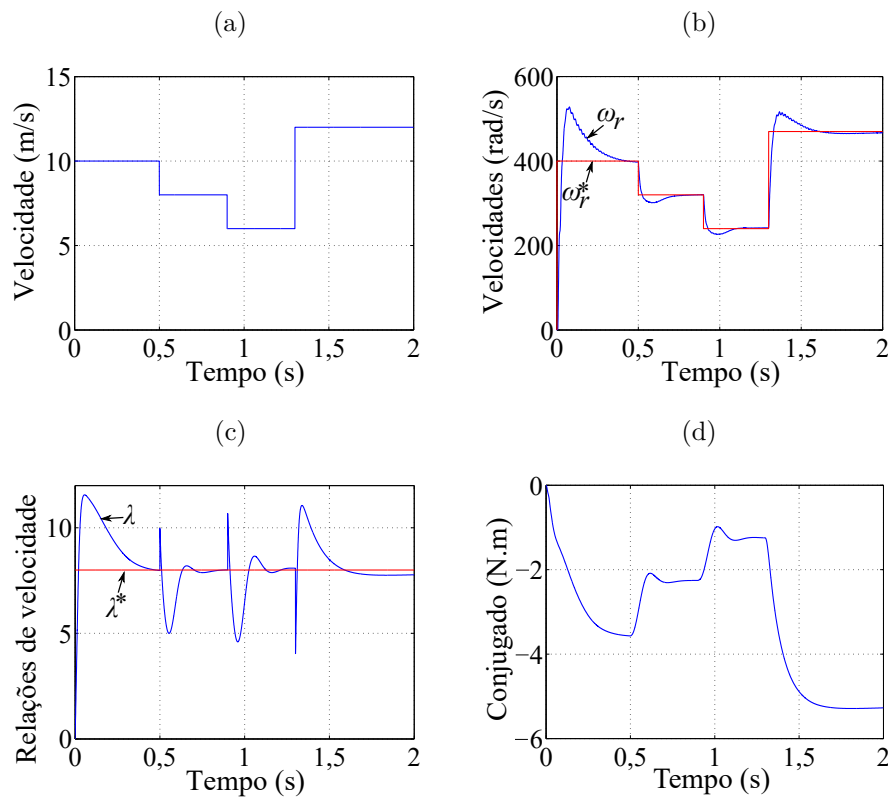 (a)
Velocidade (m/s)
15
10
5
0
0 0,5 1 1,5 2
Tempo (s)
(b)
Velocidades (rad/s)
600
400
200
0
ω_r
ω_r^*
0 0,5 1 1,5 2
Tempo (s)
(c)
Relações de velocidade
10
5
0
λ
λ*
0 0,5 1 1,5 2
Tempo (s)
(d)
Conjugado (N.m)
0
−2
−4
−6
0 0,5 1 1,5 2
Tempo (s)